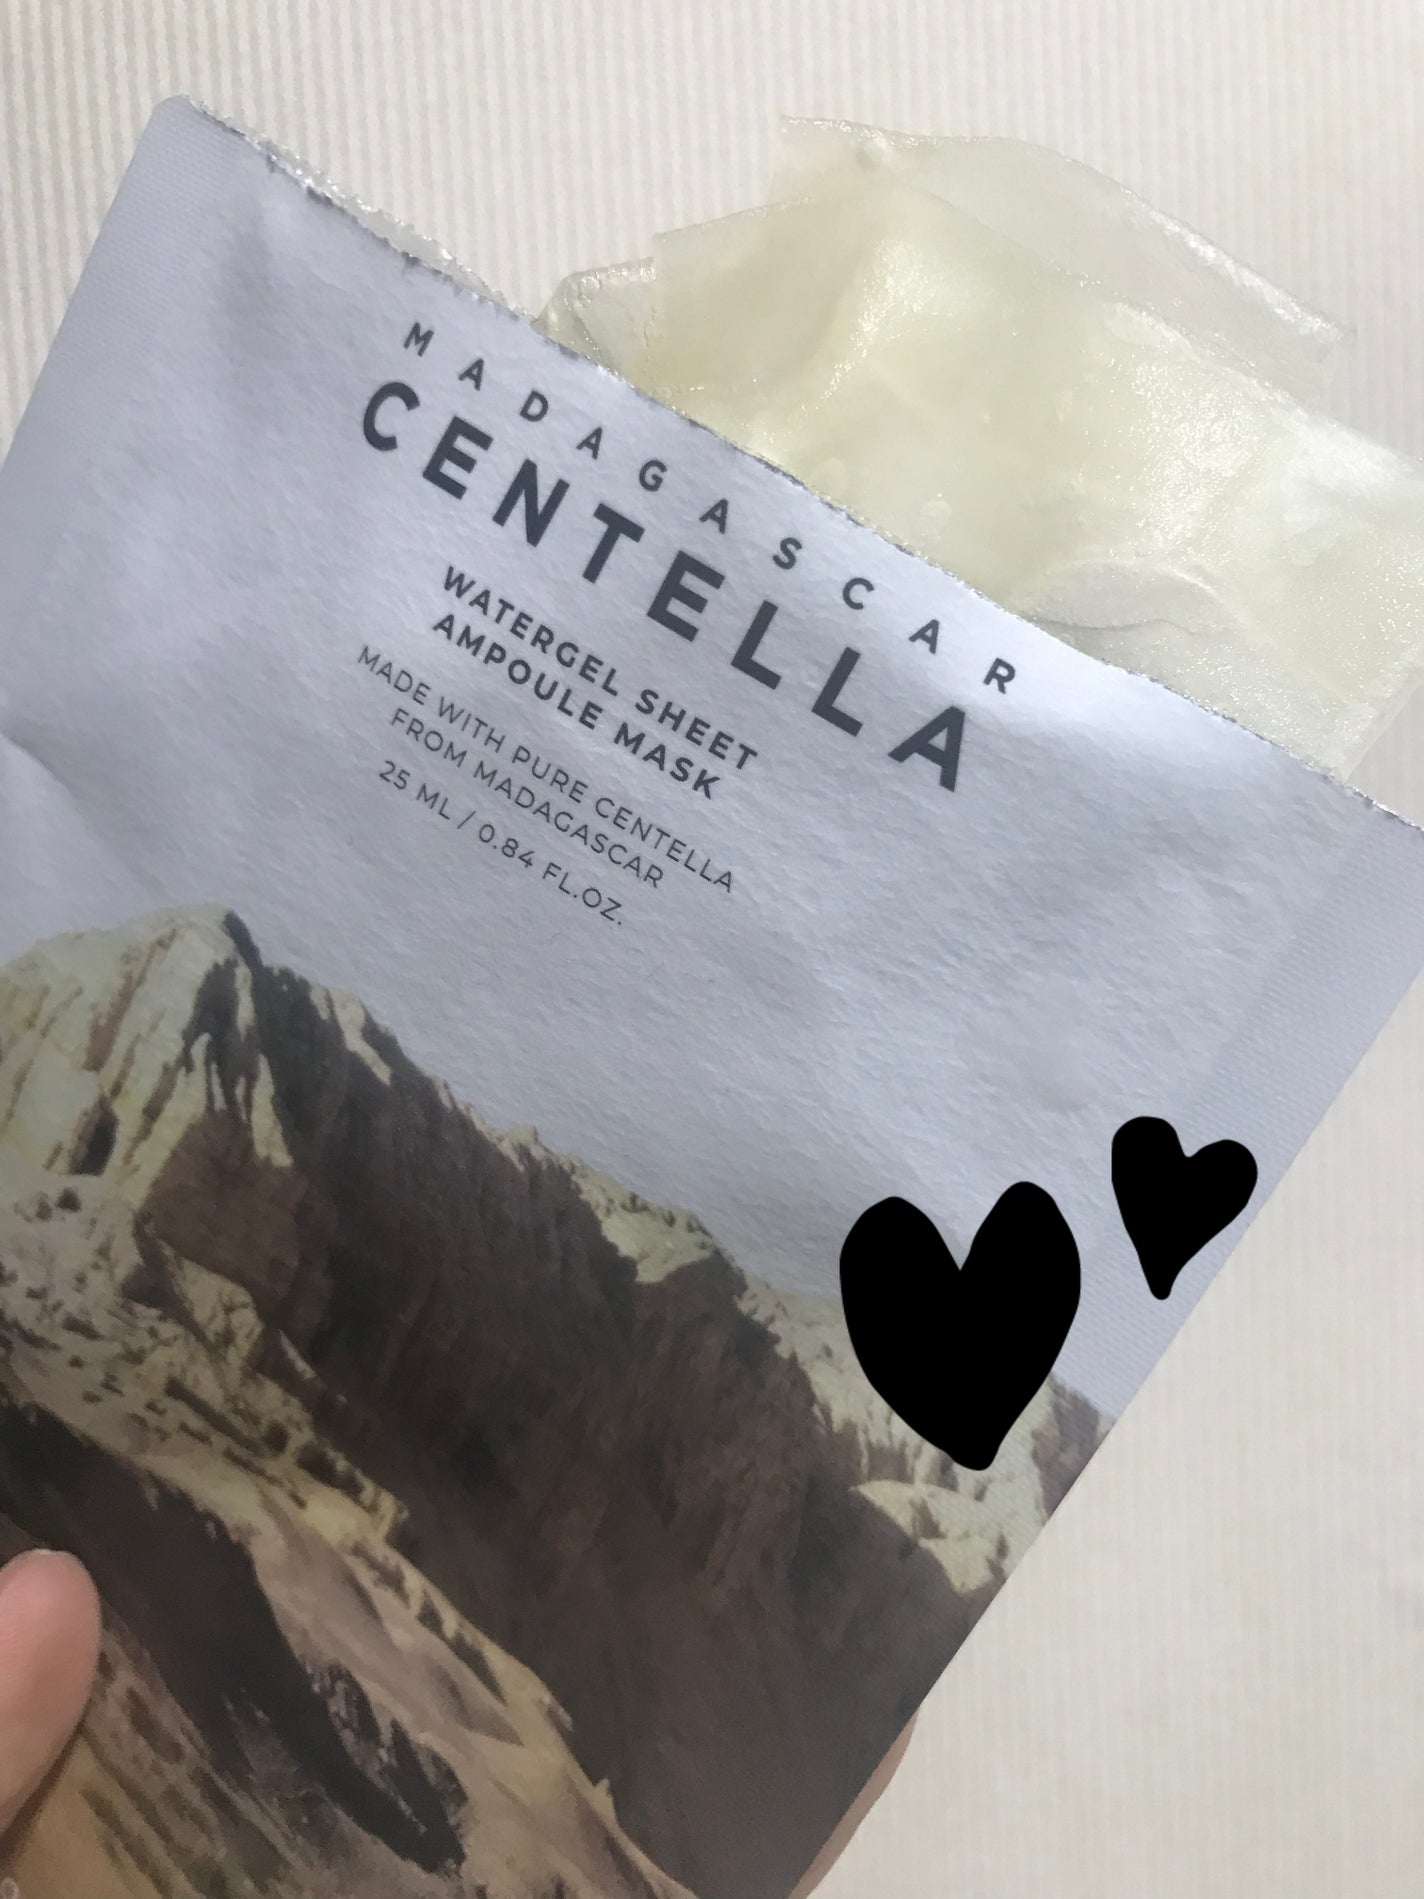 MADAGASCAR
CENTELLA
WATERGEL SHEET
AMPOULE MASK
MADE WITH PURE CENTELLA
FROM MADAGASCAR
25 ML / 0.84 FL.OZ.